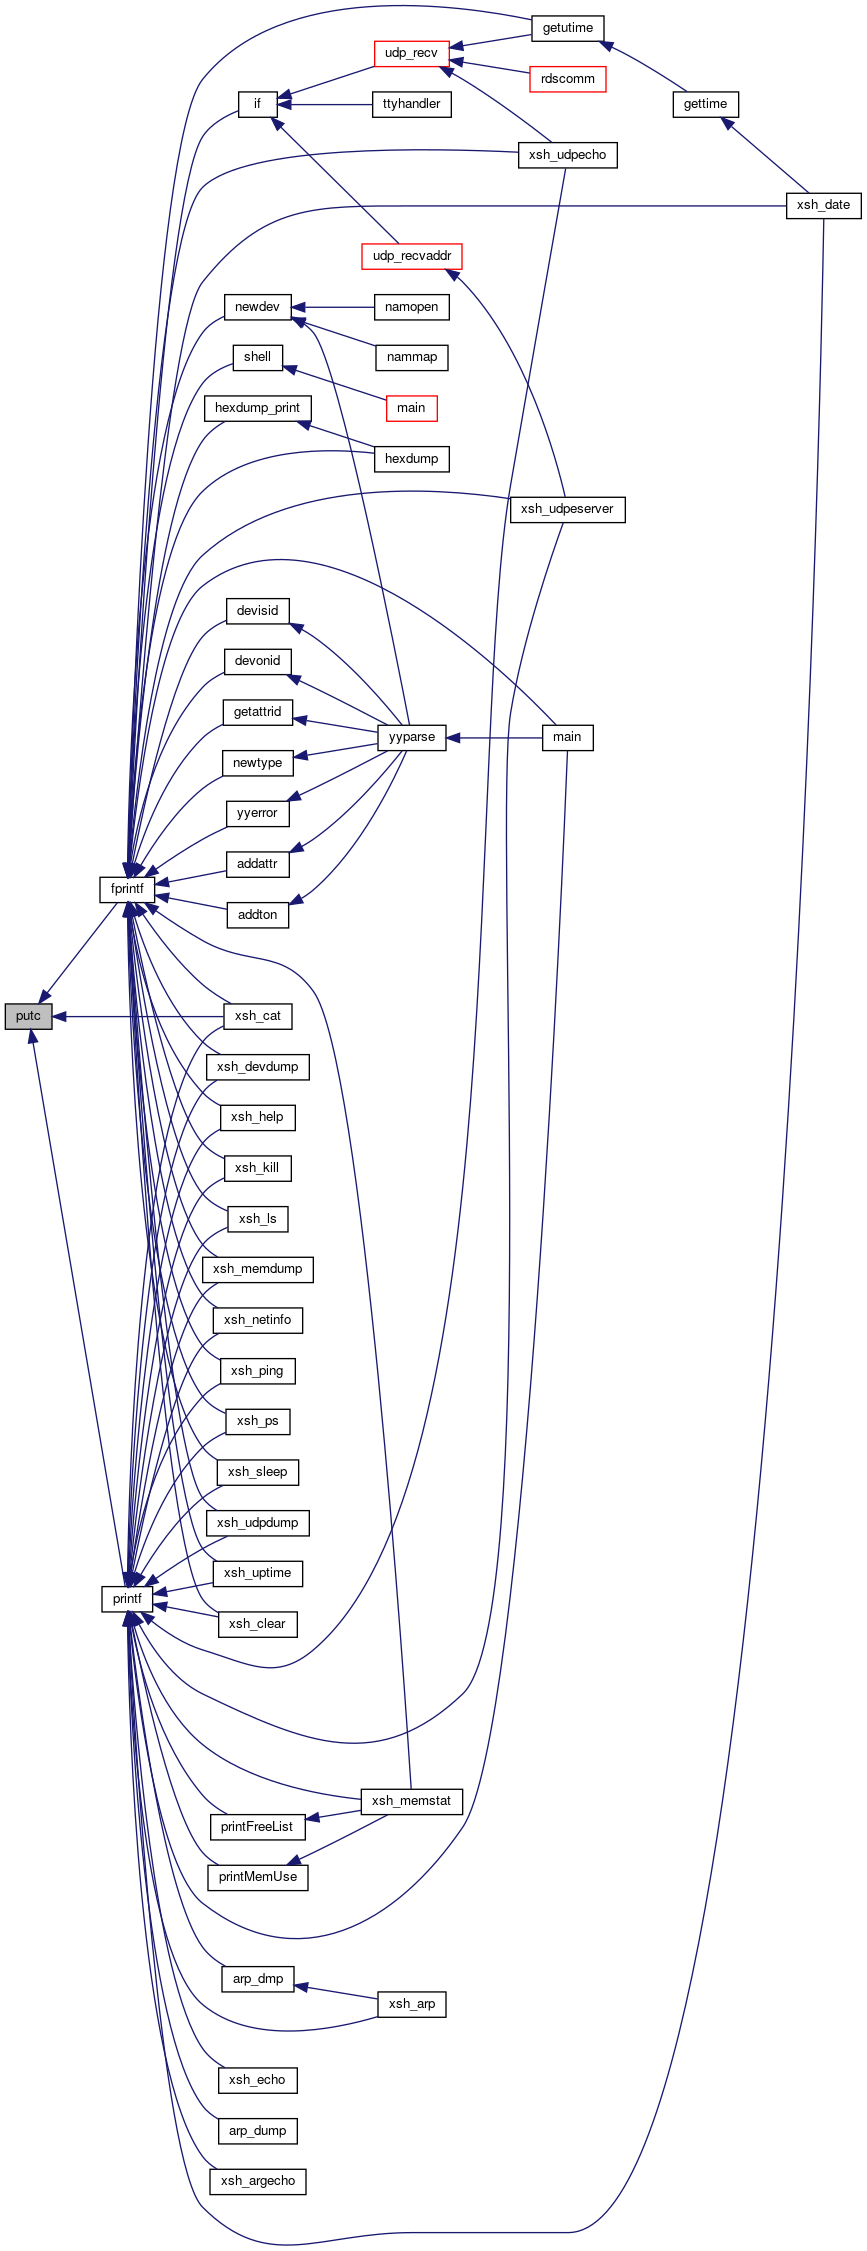 getutime
udp_recv
rdscomm
if
ttyhandler
gettime
xsh_udpecho
xsh_date
udp_recvaddr
newdev
namopen
shell
nammap
hexdump_print
main
hexdump
xsh_udpeserver
devisid
devonid
getattrid
yyparse
main
newtype
yyerror
addattr
fprintf
addton
putc
xsh_cat
xsh_devdump
xsh_help
xsh_kill
xsh_ls
xsh_memdump
xsh_netinfo
xsh_ping
xsh_ps
xsh_sleep
xsh_udpdump
xsh_uptime
printf
xsh_clear
xsh_memstat
printFreeList
printMemUse
arp_dmp
xsh_arp
xsh_echo
arp_dump
xsh_argecho